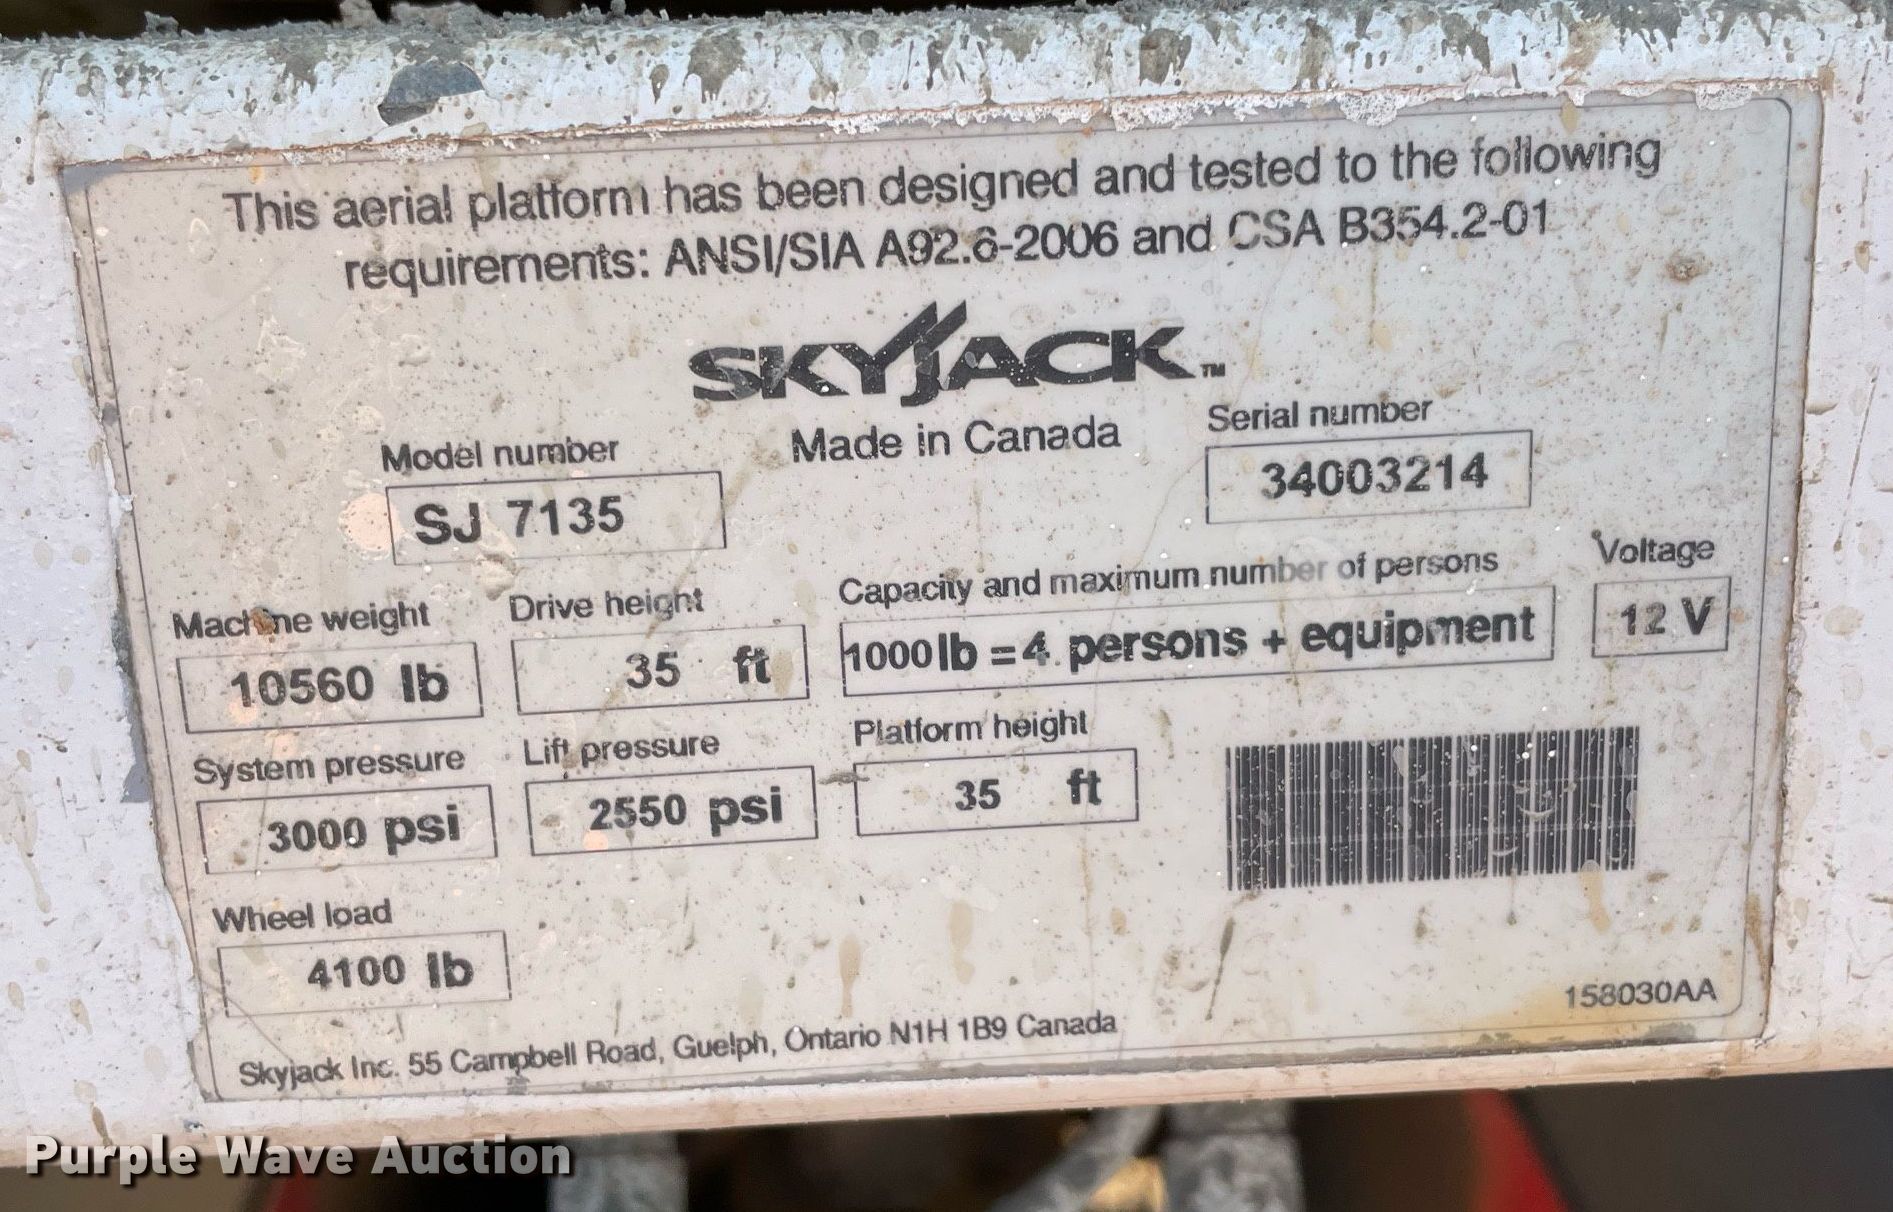 This aerial platform has been designed and tested to the following
requirements: ANSI/SIA A92.6-2006 and CSA B354.2-01
SKYJACK™
Made in Canada
Model number
SJ 7135
Serial number
34003214
Machine weight
10560 lb
Drive height
35 ft
Capacity and maximum number of persons
1000 lb = 4 persons + equipment
Voltage
12 V
System pressure
3000 psi
Lift pressure
2550 psi
Platform height
35 ft
Wheel load
4100 lb
158030AA
Skyjack Inc. 55 Campbell Road, Guelph, Ontario N1H 1B9 Canada
Purple Wave Auction